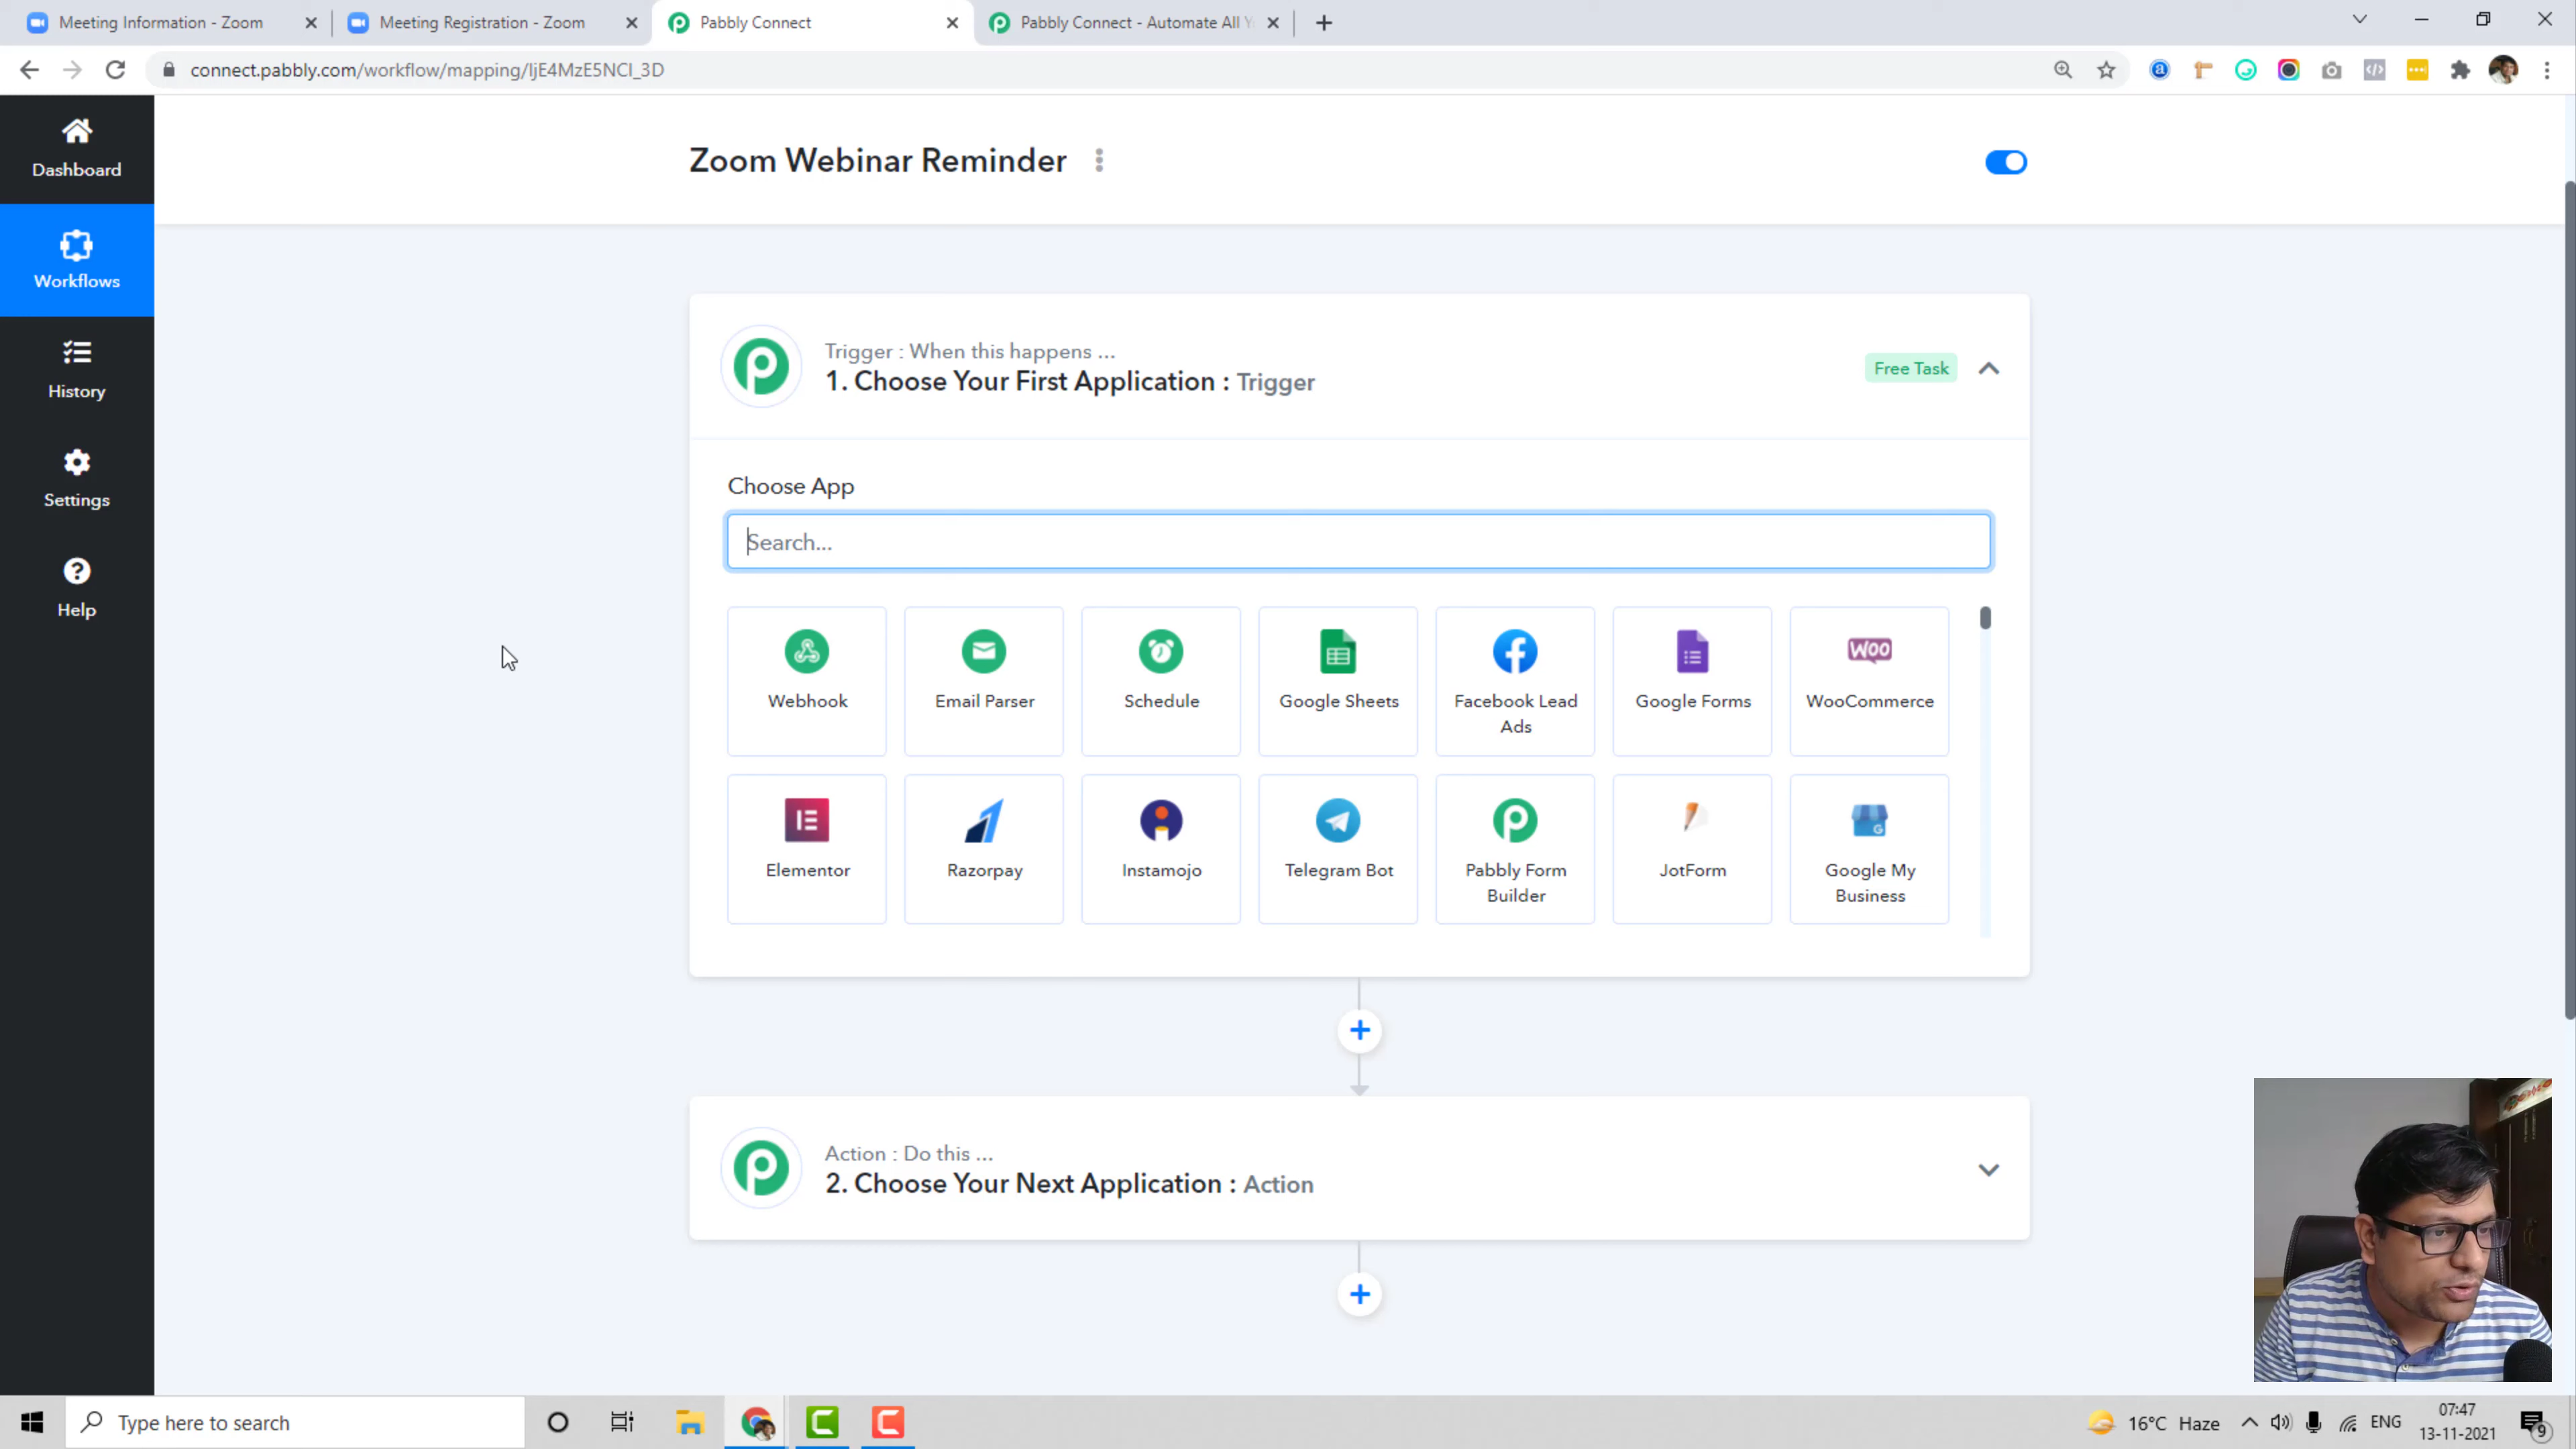 Meeting Information - Zoom
Meeting Registration - Zoom
Pabbly Connect
Pabbly Connect - Automate All Y
connect.pabbly.com/workflow/mapping/IjE4MzE5NCI_3D
Dashboard
Workflows
History
Settings
Help
Zoom Webinar Reminder
Trigger : When this happens ...
1. Choose Your First Application : Trigger
Free Task
Choose App
Search...
Webhook
Email Parser
Schedule
Google Sheets
Facebook Lead Ads
Google Forms
WOO
WooCommerce
Elementor
Razorpay
Instamojo
Telegram Bot
Pabbly Form Builder
JotForm
Google My Business
Action : Do this ...
2. Choose Your Next Application : Action
Type here to search
16°C Haze
ENG
07:47
13-11-2021
9